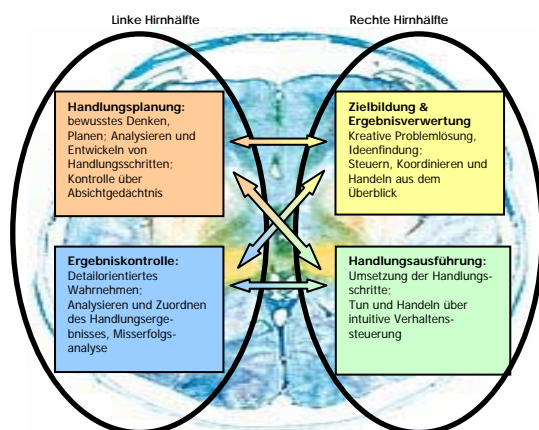 Linke Hirnhälfte
Rechte Hirnhälfte
Handlungsplanung:
bewusstes Denken,
Planen; Analysieren und
Entwickeln von
Handlungsschritten;
Kontrolle über
Absichtgedächtnis
Zielbildung &
Ergebnisverwertung
Kreative Problemlösung,
Ideenfindung;
Steuern, Koordinieren und
Handeln aus dem
Überblick
Ergebiskontrolle:
Detailorientiertes
Wahrnehmen;
Analysieren und Zuordnen
des Handlungserge-
bnisses, Misserfolgs-
analyse
Handlungsausführung:
Umsetzung der Handlungs-
schritte;
Tun und Handeln über
intuitive Verhaltens-
steuerung